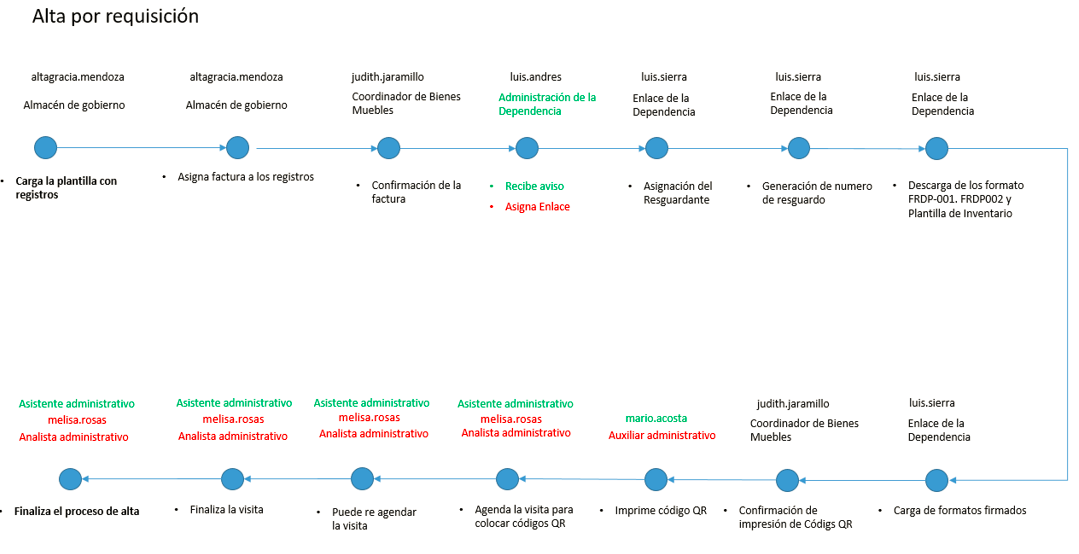 Alta por requisición
altagracia.mendoza
Almacén de gobierno
• Carga la plantilla con
registros
altagracia.mendoza
Almacén de gobierno
• Asigna factura a los registros
judith.jaramillo
Coordinador de Bienes
Muebles
• Confirmación de la
factura
luis.andres
Administración de la
Dependencia
• Recibe aviso
• Asigna Enlace
luis.sierra
Enlace de la
Dependencia
• Asignación del
Resguardante
luis.sierra
Enlace de la
Dependencia
• Generación de numero
de resguardo
luis.sierra
Enlace de la
Dependencia
• Descarga de los formato
FRDP-001. FRDP002 y
Plantilla de Inventario
Asistente administrativo
melisa.rosas
Analista administrativo
• Finaliza el proceso de alta
Asistente administrativo
melisa.rosas
Analista administrativo
• Finaliza la visita
Asistente administrativo
melisa.rosas
Analista administrativo
• Puede re agendar
la visita
Asistente administrativo
melisa.rosas
Analista administrativo
• Agenda la visita para
colocar códigos QR
mario.acosta
Auxiliar administrativo
• Imprime código QR
judith.jaramillo
Coordinador de Bienes
Muebles
• Confirmación de
impresión de Códigs QR
luis.sierra
Enlace de la
Dependencia
• Carga de formatos firmados